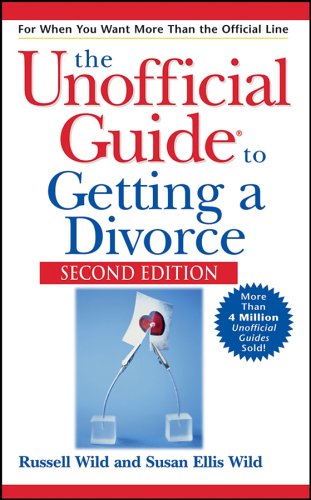 For When You Want More Than the Official Line
the
Unofficial
Guide® to
Getting a
Divorce
SECOND EDITION
More
Than
4 Million
Unofficial
Guides
Sold!
Russell Wild and Susan Ellis Wild